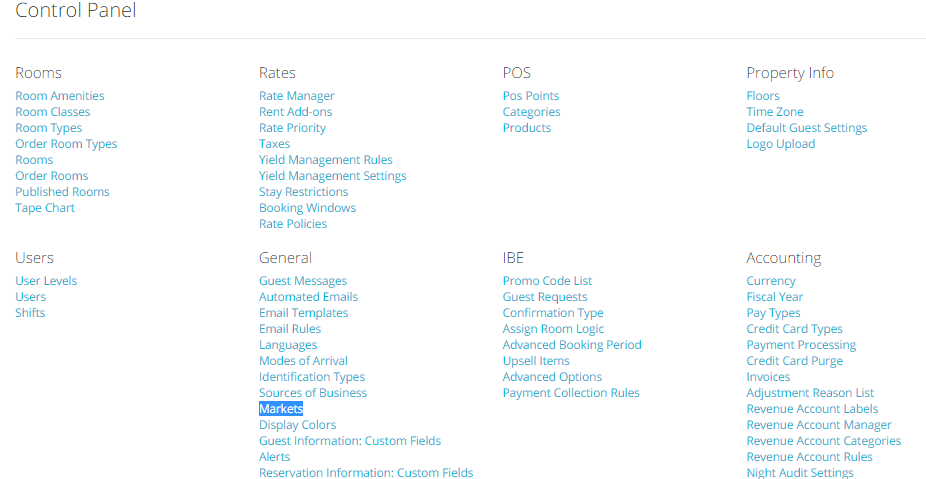 Control Panel
Rooms
Room Amenities
Room Classes
Room Types
Order Room Types
Rooms
Order Rooms
Published Rooms
Tape Chart
Rates
Rate Manager
Rent Add-ons
Rate Priority
Taxes
Yield Management Rules
Yield Management Settings
Stay Restrictions
Booking Windows
Rate Policies
POS
Pos Points
Categories
Products
Property Info
Floors
Time Zone
Default Guest Settings
Logo Upload
Users
User Levels
Users
Shifts
General
Guest Messages
Automated Emails
Email Templates
Email Rules
Languages
Modes of Arrival
Identification Types
Sources of Business
Markets
Display Colors
Guest Information: Custom Fields
Alerts
Reservation Information: Custom Fields
IBE
Promo Code List
Guest Requests
Confirmation Type
Assign Room Logic
Advanced Booking Period
Upsell Items
Advanced Options
Payment Collection Rules
Accounting
Currency
Fiscal Year
Pay Types
Credit Card Types
Payment Processing
Credit Card Purge
Invoices
Adjustment Reason List
Revenue Account Labels
Revenue Account Manager
Revenue Account Categories
Revenue Account Rules
Night Audit Settings